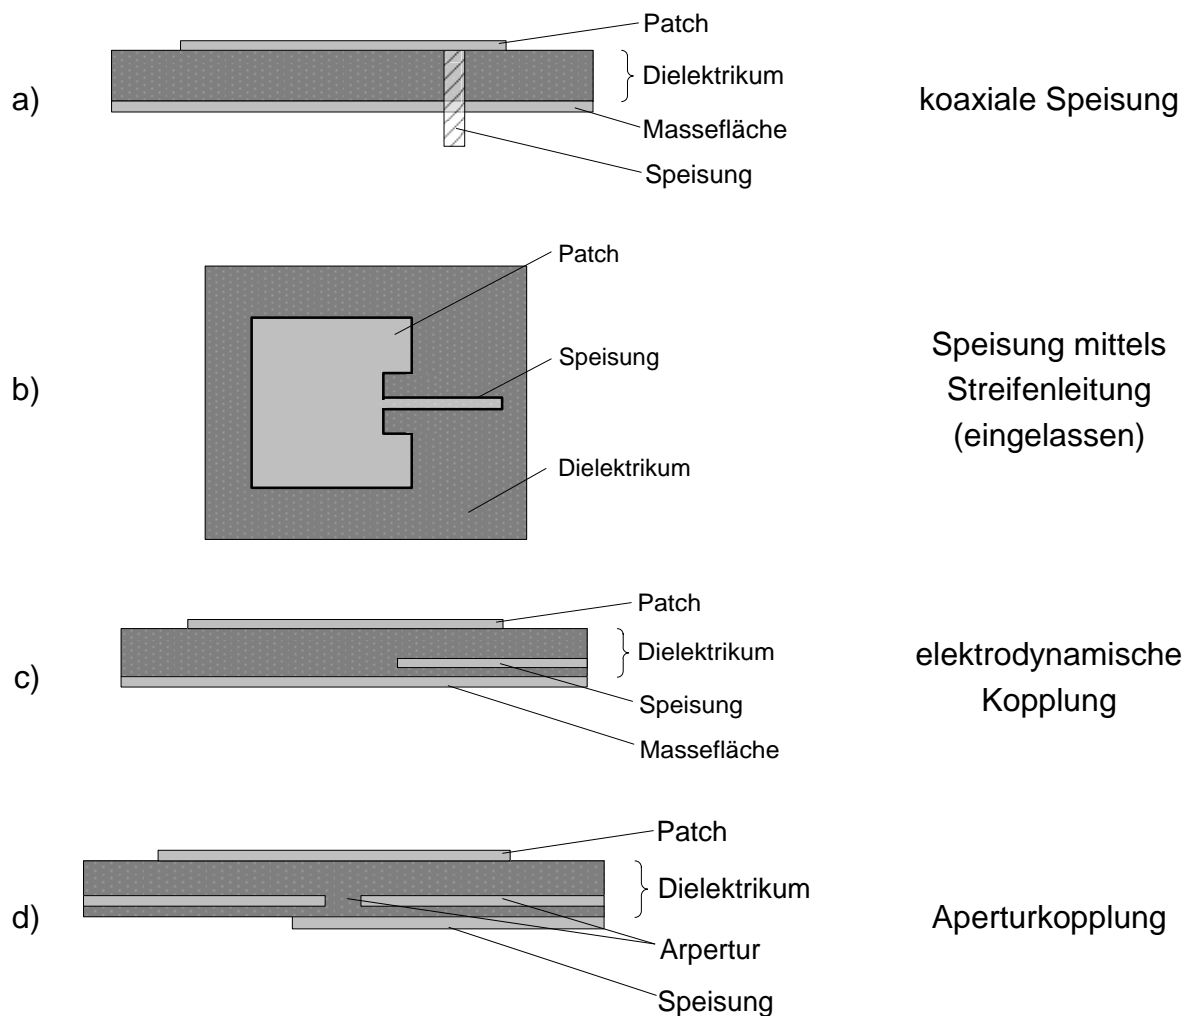 a)
Patch
Dielektrikum
Massefläche
Speisung
koaxiale Speisung
b)
Patch
Speisung
Dielektrikum
Speisung mittels
Streifenleitung
(eingelassen)
c)
Patch
Dielektrikum
Speisung
Massefläche
elektrodynamische
Kopplung
d)
Patch
Dielektrikum
Arpertur
Speisung
Aperturkopplung